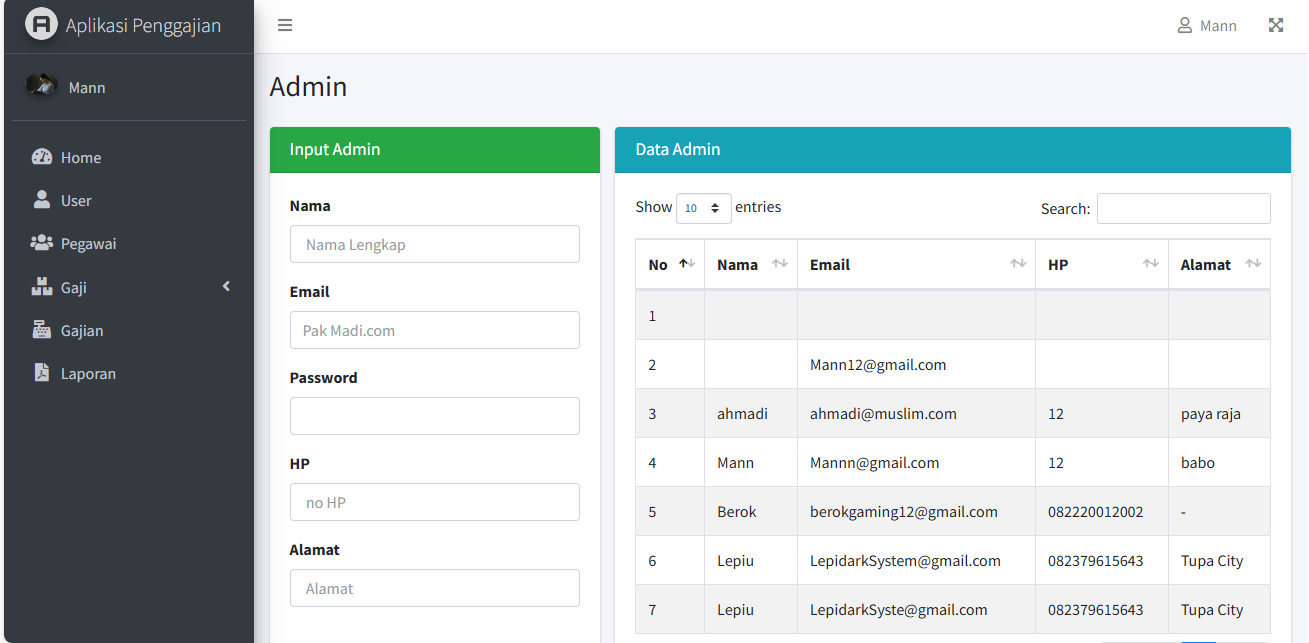 Aplikasi Penggajian
Mann
Mann
Home
User
Pegawai
Gaji
Gajian
Laporan
Admin
Input Admin
Nama
Nama Lengkap
Email
Pak Madi.com
Password
HP
no HP
Alamat
Alamat
Data Admin
Show 10 entries
Search:
No Nama Email HP Alamat
1
2 Mann12@gmail.com
3 ahmadi ahmadi@muslim.com 12 paya raja
4 Mann Mannn@gmail.com 12 babo
5 Berok berokgaming12@gmail.com 082220012002 -
6 Lepiu LepidarkSystem@gmail.com 082379615643 Tupa City
7 Lepiu LepidarkSyste@gmail.com 082379615643 Tupa City